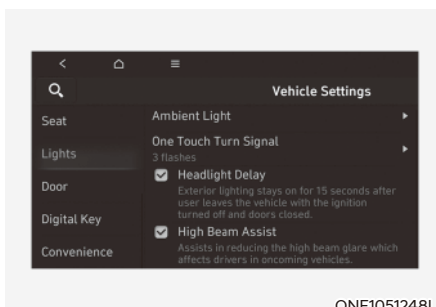 Vehicle Settings
Seat
Lights
Door
Digital Key
Convenience
Ambient Light
One Touch Turn Signal
3 flashes
Headlight Delay
Exterior lighting stays on for 15 seconds after
user leaves the vehicle with the ignition
turned off and doors closed.
High Beam Assist
Assists in reducing the high beam glare which
affects drivers in oncoming vehicles.